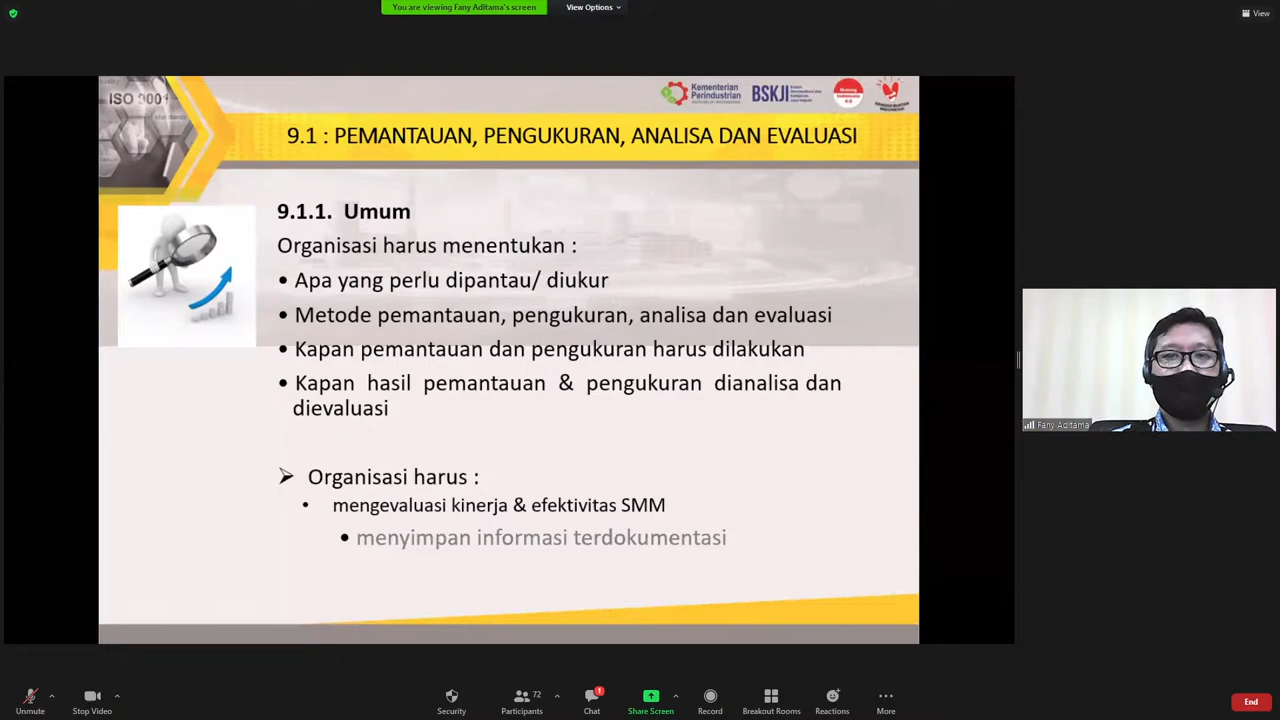 You are viewing Fany Aditama's screen
View Options
View
ISO 9001
Kementerian
Perindustrian
BSKJI
9.1 : PEMANTAUAN, PENGUKURAN, ANALISA DAN EVALUASI
9.1.1. Umum
Organisasi harus menentukan :
• Apa yang perlu dipantau/ diukur
• Metode pemantauan, pengukuran, analisa dan evaluasi
• Kapan pemantauan dan pengukuran harus dilakukan
• Kapan hasil pemantauan & pengukuran dianalisa dan
dievaluasi
➢ Organisasi harus :
• mengevaluasi kinerja & efektivitas SMM
• menyimpan informasi terdokumentasi
Fany Aditama
Unmute
Stop Video
Security
72
Participants
1
Chat
Share Screen
Record
Breakout Rooms
Reactions
More
End